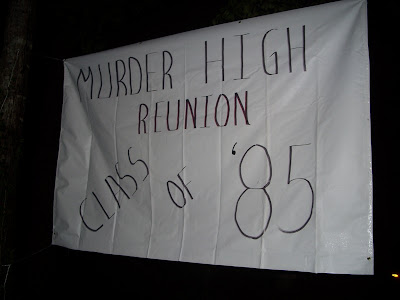 MURDER HIGH
REUNION
CLASS OF '85